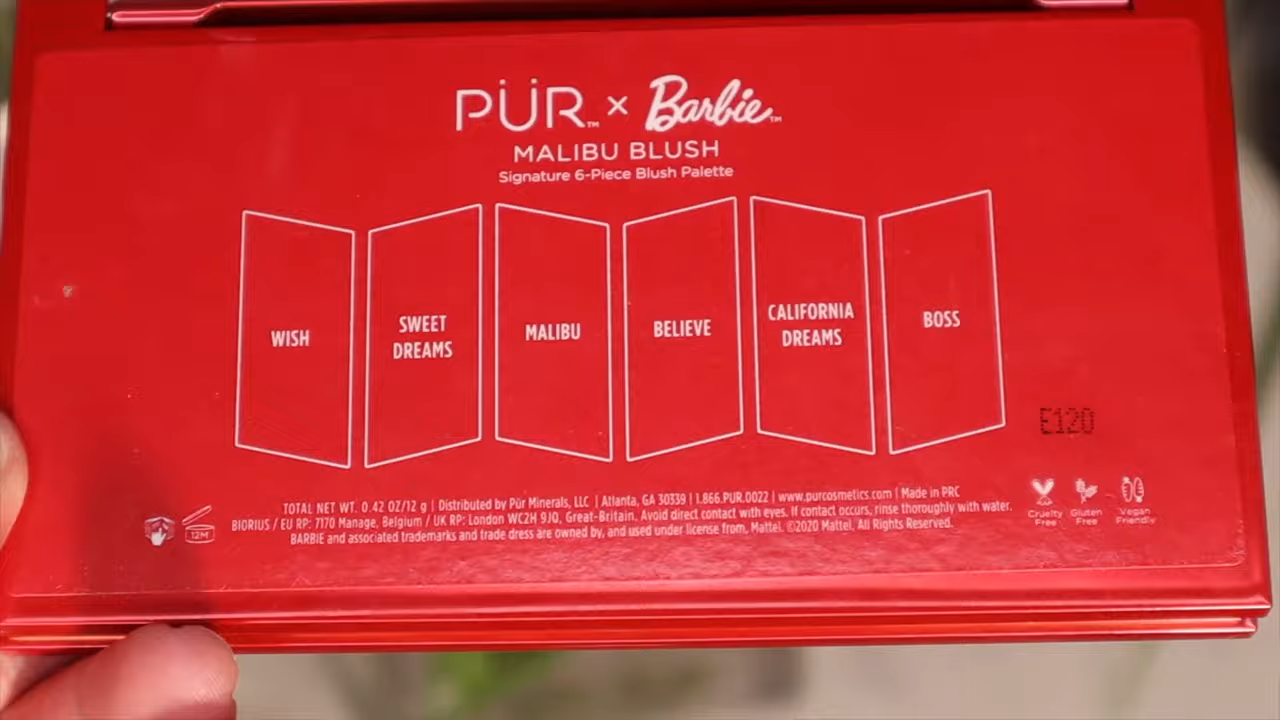 PÜR™ × Barbie™
MALIBU BLUSH
Signature 6-Piece Blush Palette
WISH
SWEET
DREAMS
MALIBU
BELIEVE
CALIFORNIA
DREAMS
BOSS
E120
TOTAL NET WT. 0.42 OZ/12 g | Distributed by Pür Minerals, LLC | Atlanta, GA 30339 | 1.866.PUR.0022 | www.purcosmetics.com | Made in PRC
BIORIUS / EU RP: 7170 Manage, Belgium / UK RP: London WC2H 9JQ, Great-Britain. Avoid direct contact with eyes. If contact occurs, rinse thoroughly with water.
BARBIE and associated trademarks and trade dress are owned by, and used under license from, Mattel. ©2020 Mattel. All Rights Reserved.
12M
Cruelty
Free
Gluten
Free
Vegan
Friendly